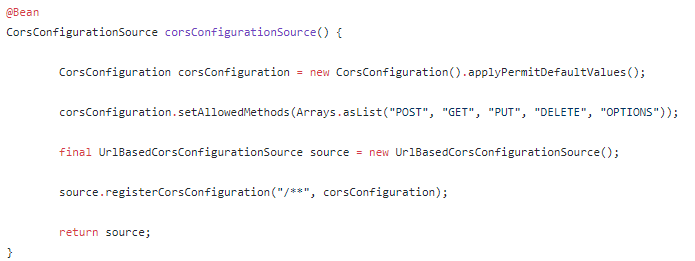 @Bean
CorsConfigurationSource corsConfigurationSource() {
CorsConfiguration corsConfiguration = new CorsConfiguration().applyPermitDefaultValues();
corsConfiguration.setAllowedMethods(Arrays.asList("POST", "GET", "PUT", "DELETE", "OPTIONS"));
final UrlBasedCorsConfigurationSource source = new UrlBasedCorsConfigurationSource();
source.registerCorsConfiguration("/**", corsConfiguration);
return source;
}